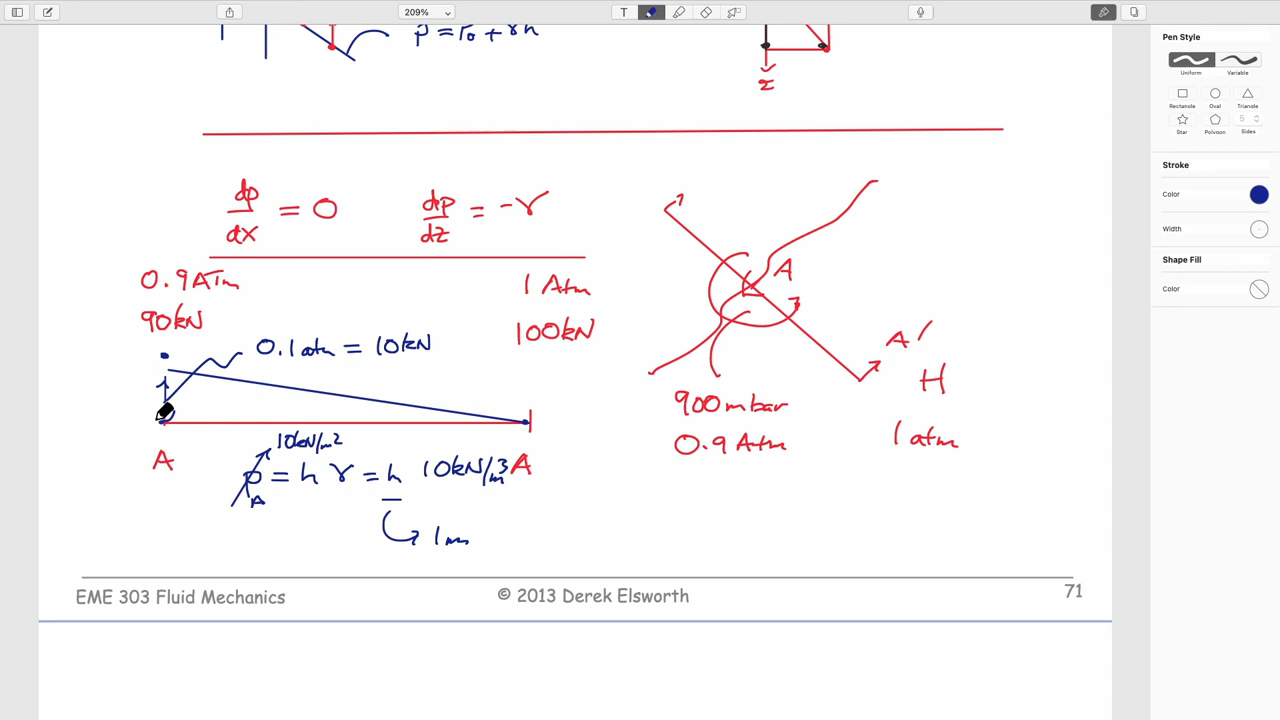 209%
T
Pen Style
Uniform
Variable
Rectangle
Oval
Triangle
Star
Polygon
5
Sides
Stroke
Color
Width
Shape Fill
Color
p = P₀ + γh
z
dp/dx = 0
dp/dz = -γ
0.9 Atm
90kN
1 Atm
100kN
0.1 atm = 10kN
A
A'
H
900 mbar
0.9 Atm
1 atm
10kN/m²
A
p_A = h γ = h 10kN/m³
A
1m
EME 303 Fluid Mechanics
© 2013 Derek Elsworth
71